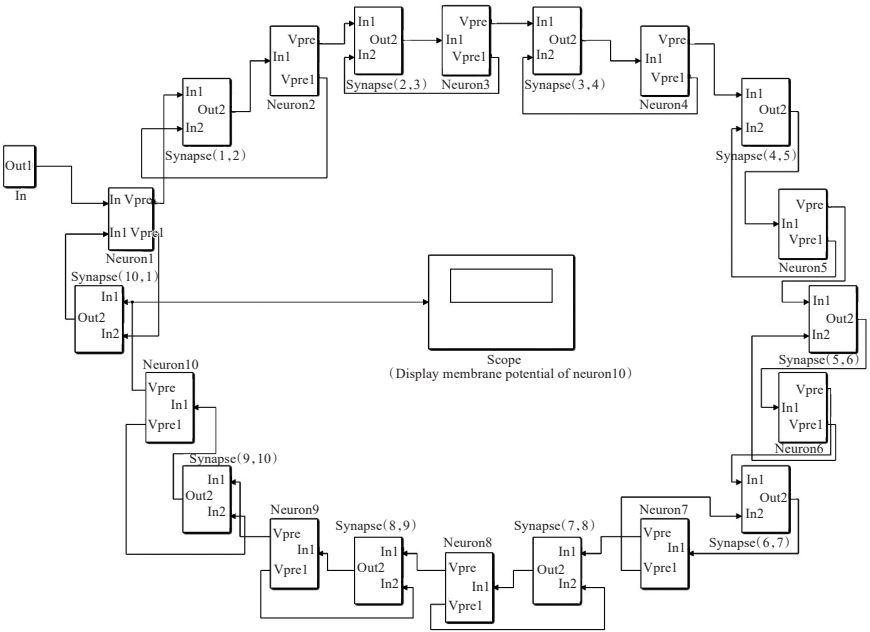 Out1
In
In Vpre
In1 Vpre1
Neuron1
In1
Out2
In2
Synapse(1,2)
Vpre
In1
Vpre1
Neuron2
In1
Out2
In2
Synapse(2,3)
Vpre
In1
Vpre1
Neuron3
In1
Out2
In2
Synapse(3,4)
Vpre
In1
Vpre1
Neuron4
In1
Out2
In2
Synapse(4,5)
Vpre
In1
Vpre1
Neuron5
In1
Out2
In2
Synapse(5,6)
Vpre
In1
Vpre1
Neuron6
In1
Out2
In2
Synapse(6,7)
Neuron7
Vpre
In1
Vpre1
Synapse(7,8)
In1
Out2
In2
Neuron8
Vpre
In1
Vpre1
Synapse(8,9)
In1
Out2
In2
Neuron9
Vpre
In1
Vpre1
Synapse(9,10)
In1
Out2
In2
Neuron10
Vpre
In1
Vpre1
Synapse(10,1)
In1
Out2
In2
Scope
(Display membrane potential of neuron10)